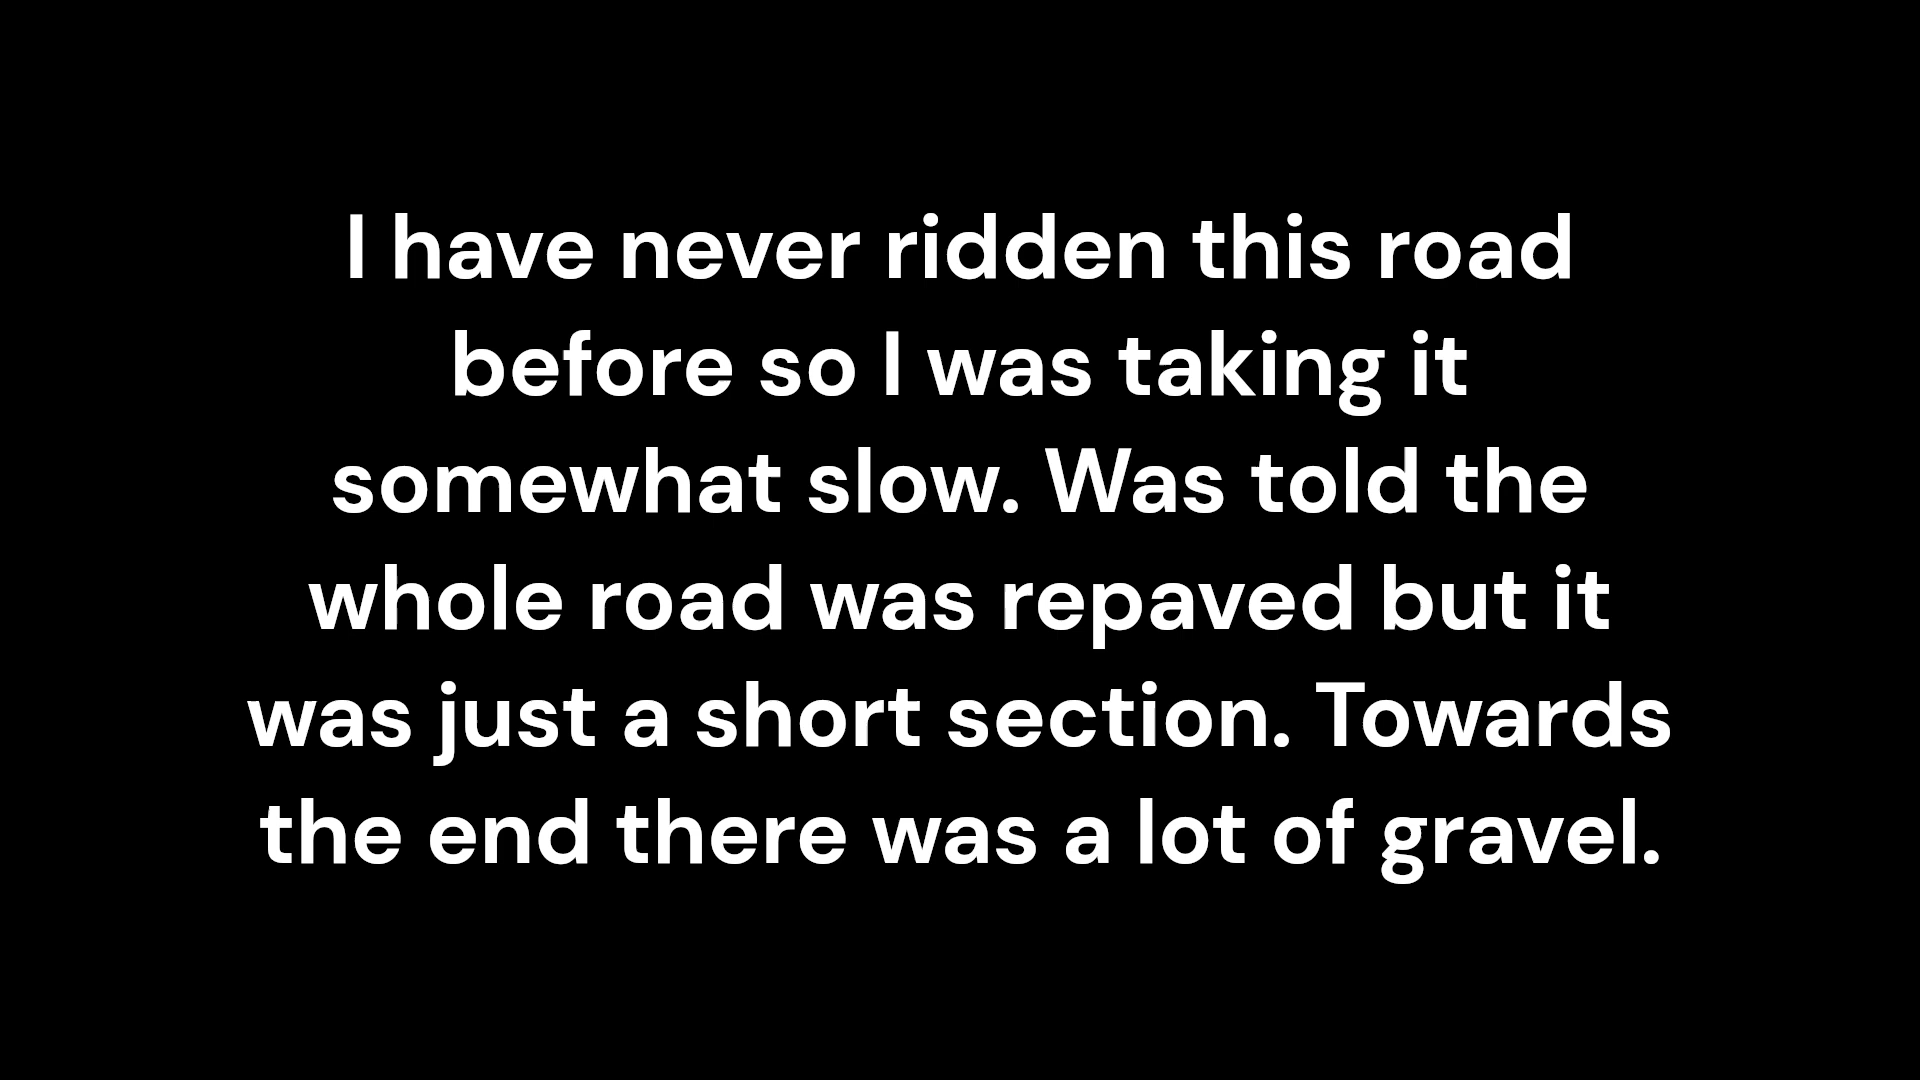 I have never ridden this road
before so I was taking it
somewhat slow. Was told the
whole road was repaved but it
was just a short section. Towards
the end there was a lot of gravel.